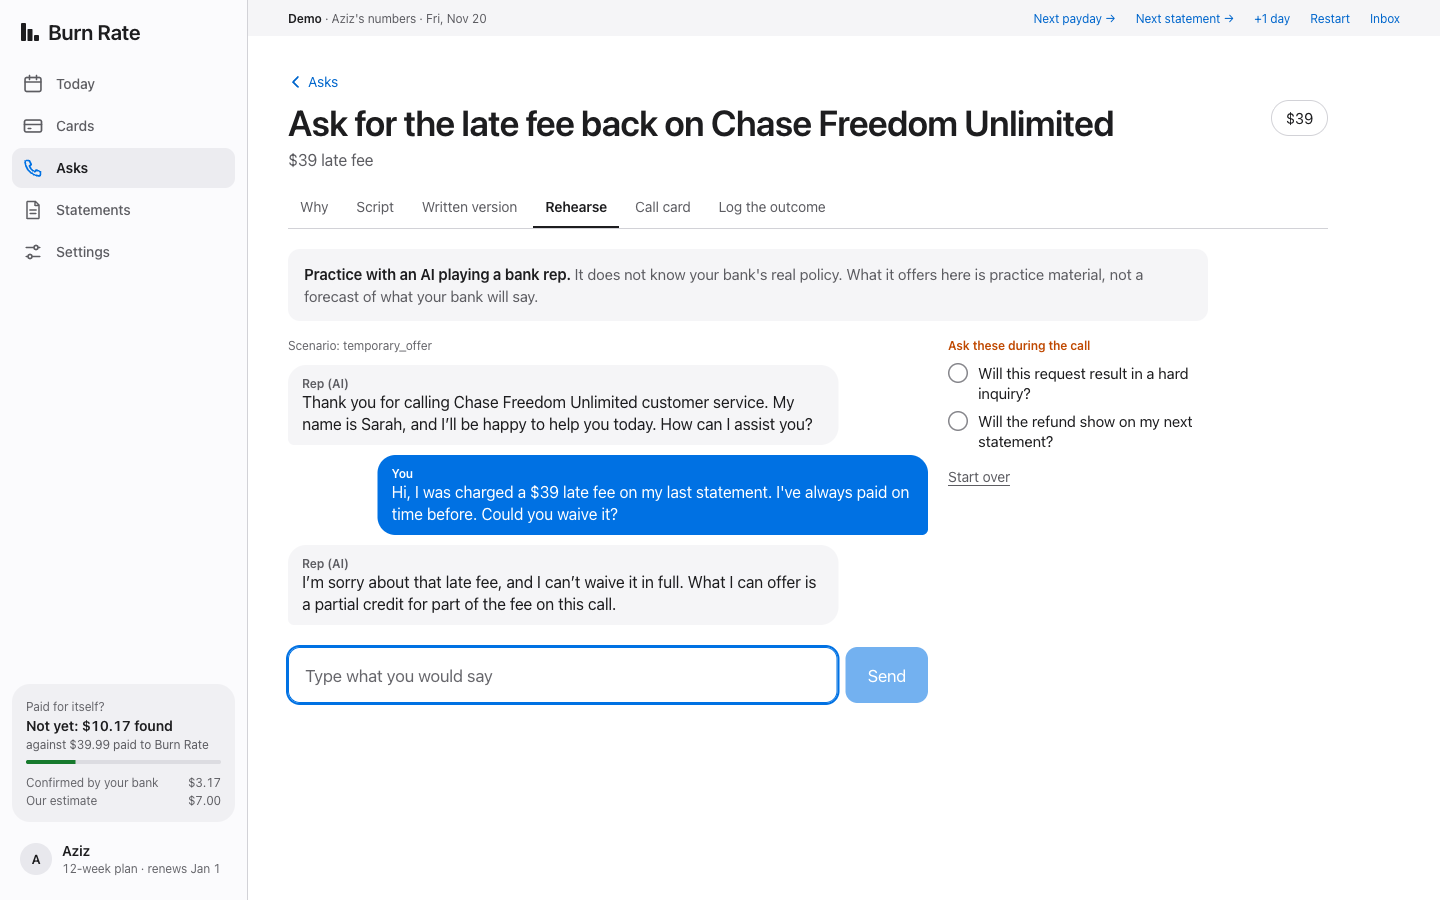 Burn Rate
Today
Cards
Asks
Statements
Settings
Paid for itself?
Not yet: $10.17 found
against $39.99 paid to Burn Rate
Confirmed by your bank $3.17
Our estimate $7.00
A
Aziz
12-week plan · renews Jan 1
Demo · Aziz's numbers · Fri, Nov 20
Next payday → Next statement → +1 day Restart Inbox
Asks
Ask for the late fee back on Chase Freedom Unlimited
$39
$39 late fee
Why Script Written version Rehearse Call card Log the outcome
Practice with an AI playing a bank rep. It does not know your bank's real policy. What it offers here is practice material, not a
forecast of what your bank will say.
Scenario: temporary_offer
Rep (AI)
Thank you for calling Chase Freedom Unlimited customer service. My
name is Sarah, and I’ll be happy to help you today. How can I assist you?
You
Hi, I was charged a $39 late fee on my last statement. I've always paid on
time before. Could you waive it?
Rep (AI)
I’m sorry about that late fee, and I can’t waive it in full. What I can offer is
a partial credit for part of the fee on this call.
Type what you would say
Send
Ask these during the call
Will this request result in a hard
inquiry?
Will the refund show on my next
statement?
Start over